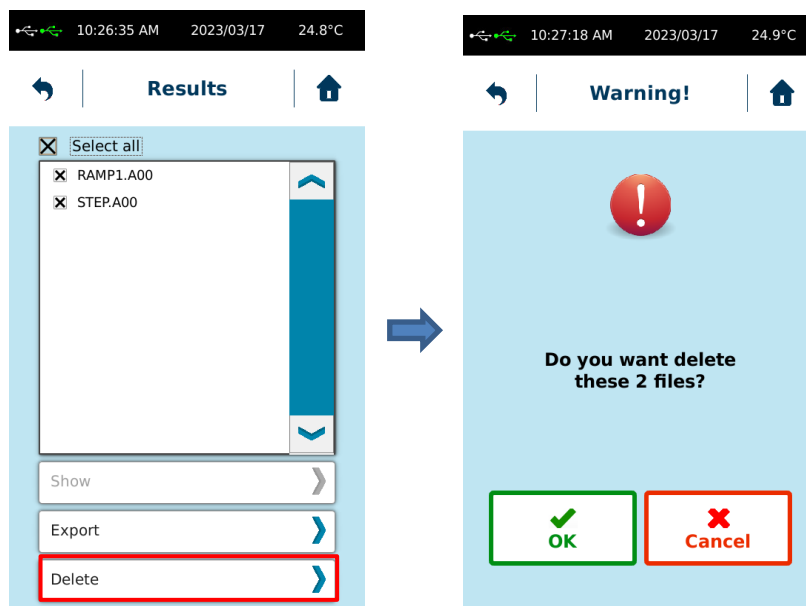 10:26:35 AM 2023/03/17 24.8°C
Results
Select all
RAMP1.A00
STEP.A00
Show
Export
Delete
10:27:18 AM 2023/03/17 24.9°C
Warning!
Do you want delete
these 2 files?
OK Cancel